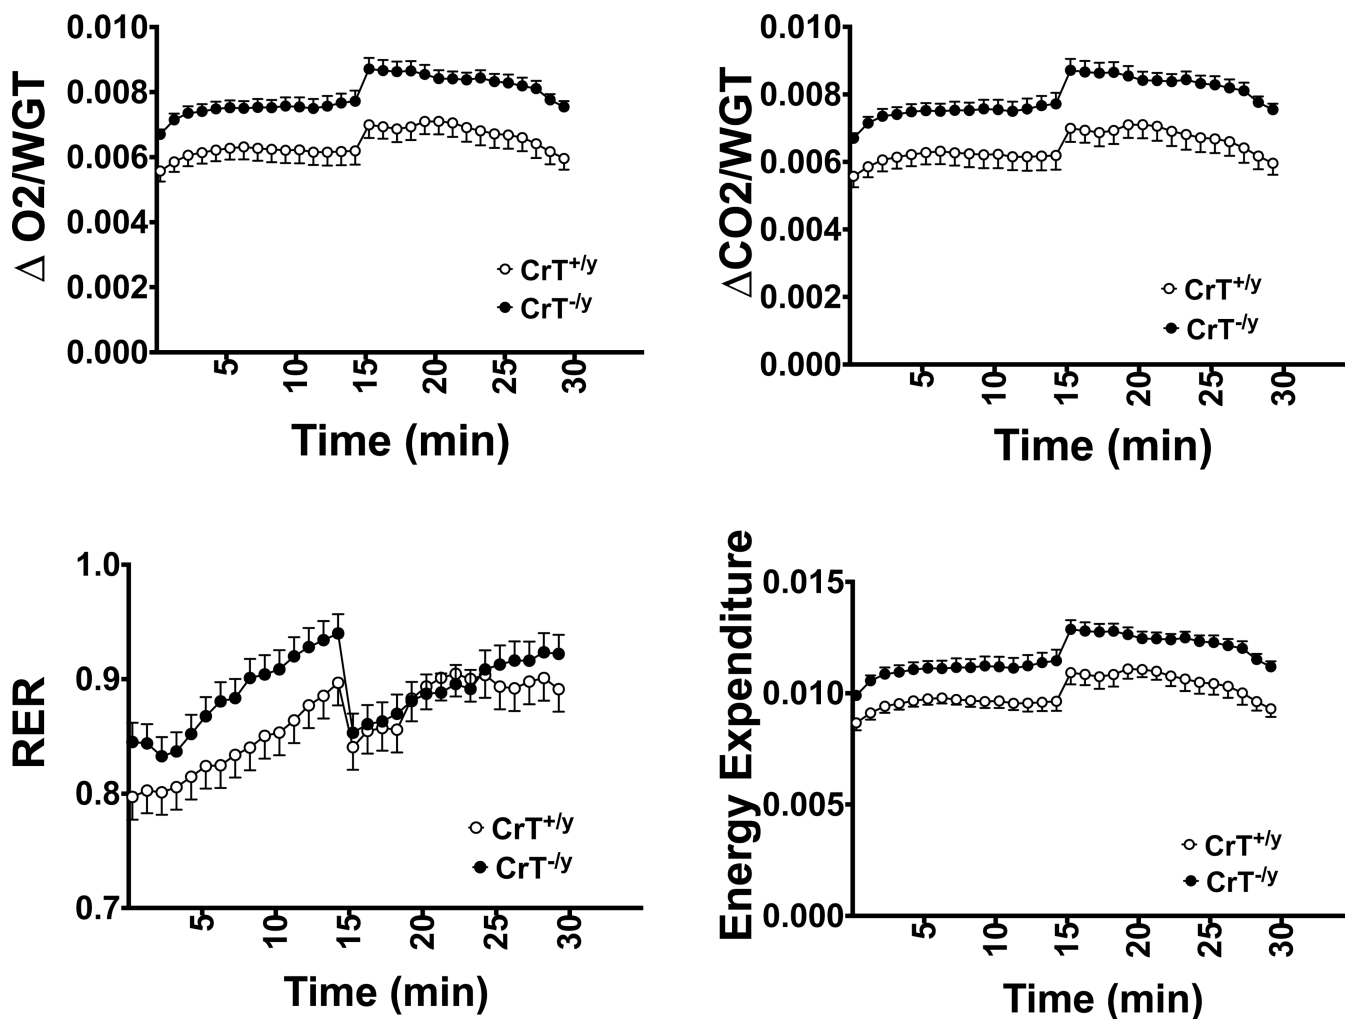 Δ O2/WGT
0.010
0.008
0.006
0.004
0.002
0.000
CrT+/y
CrT-/y
5
10
15
20
25
30
Time (min)
ΔCO2/WGT
0.010
0.008
0.006
0.004
0.002
0.000
CrT+/y
CrT-/y
5
10
15
20
25
30
Time (min)
RER
1.0
0.9
0.8
0.7
CrT+/y
CrT-/y
5
10
15
20
25
30
Time (min)
Energy Expenditure
0.015
0.010
0.005
0.000
CrT+/y
CrT-/y
5
10
15
20
25
30
Time (min)